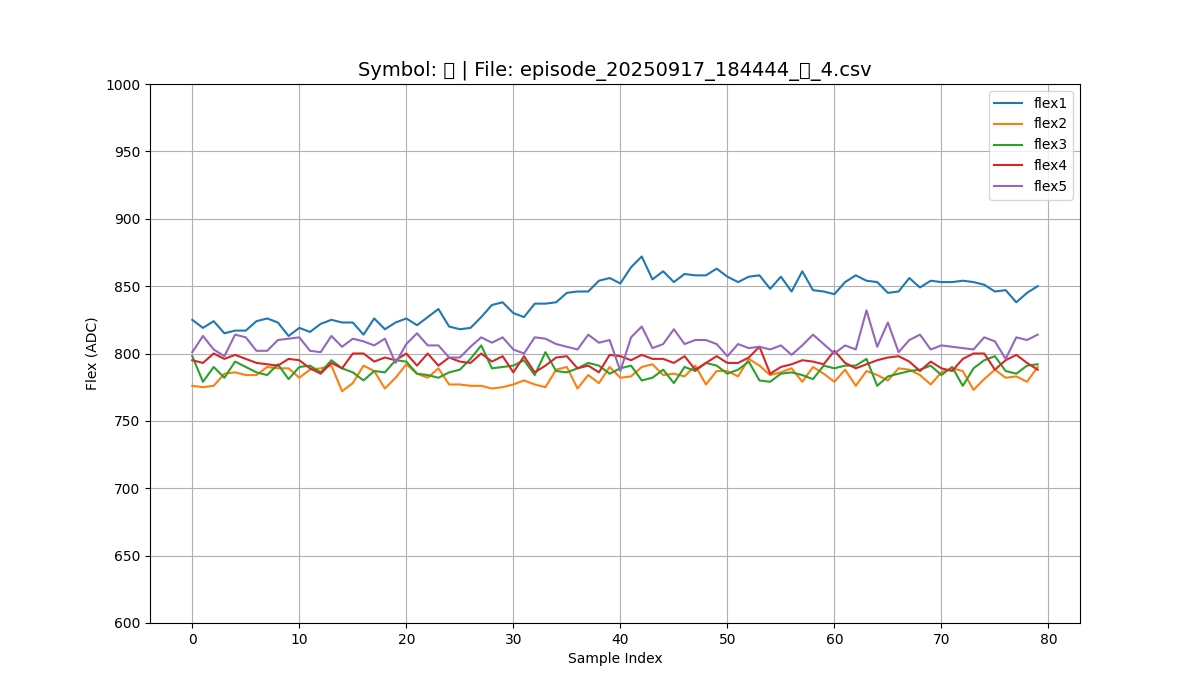 Symbol: | File: episode_20250917_184444_ _4.csv
1000
950
900
850
800
750
700
650
600
Flex (ADC)
0 10 20 30 40 50 60 70 80
Sample Index
flex1
flex2
flex3
flex4
flex5